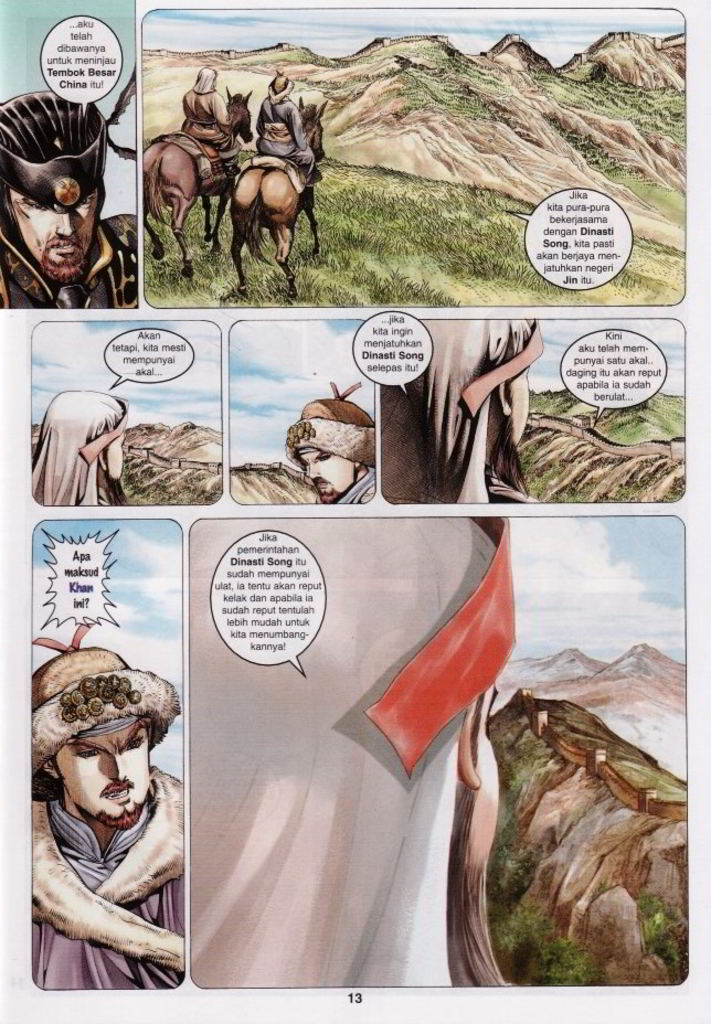 ...aku
telah
dibawanya
untuk meninjau
Tembok Besar
China itu!
Jika
kita pura-pura
bekerjasama
dengan Dinasti
Song, kita pasti
akan berjaya men-
jatuhkan negeri
Jin itu.
Akan
tetapi, kita mesti
mempunyai
akal...
...jika
kita ingin
menjatuhkan
Dinasti Song
selepas itu!
Kini
aku telah mem-
punyai satu akal..
daging itu akan reput
apabila ia sudah
berulat...
Apa
maksud
Khan
ini?
Jika
pemerintahan
Dinasti Song itu
sudah mempunyai
ulat, ia tentu akan reput
kelak dan apabila ia
sudah reput tentulah
lebih mudah untuk
kita menumbang-
kannya!
13